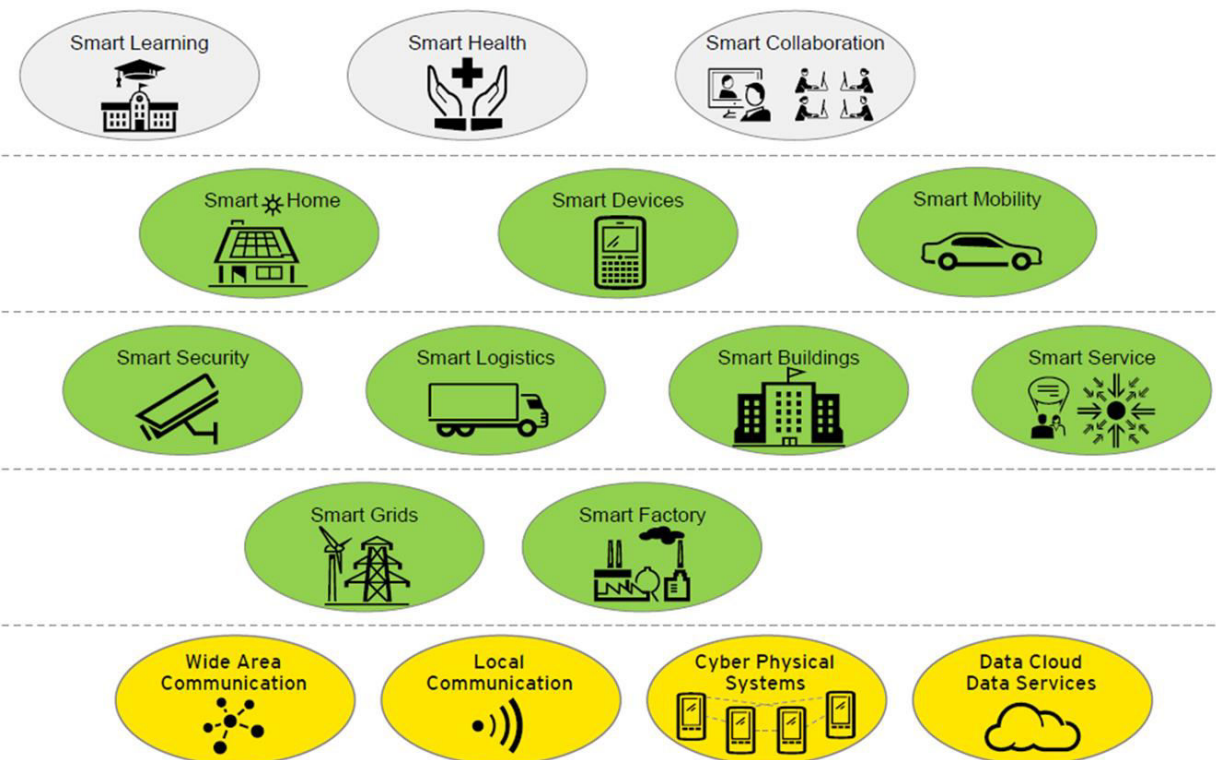 Smart Learning
Smart Health
Smart Collaboration
Smart Home
Smart Devices
Smart Mobility
Smart Security
Smart Logistics
Smart Buildings
Smart Service
Smart Grids
Smart Factory
Wide Area
Communication
Local
Communication
Cyber Physical
Systems
Data Cloud
Data Services